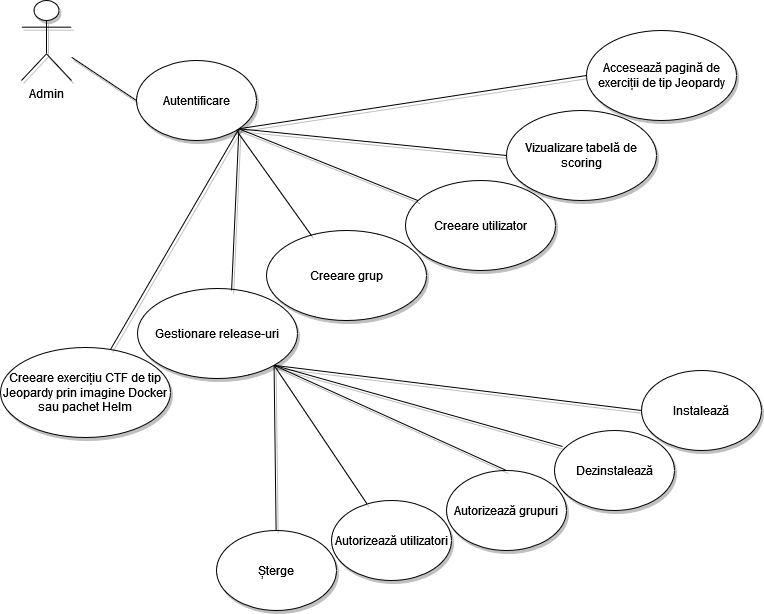 Admin
Autentificare
Accesează pagină de
exerciții de tip Jeopardy
Vizualizare tabelă de
scoring
Creeare utilizator
Creeare grup
Gestionare release-uri
Creeare exercițiu CTF de tip
Jeopardy prin imagine Docker
sau pachet Helm
Instalează
Dezinstalează
Autorizează grupuri
Autorizează utilizatori
Șterge